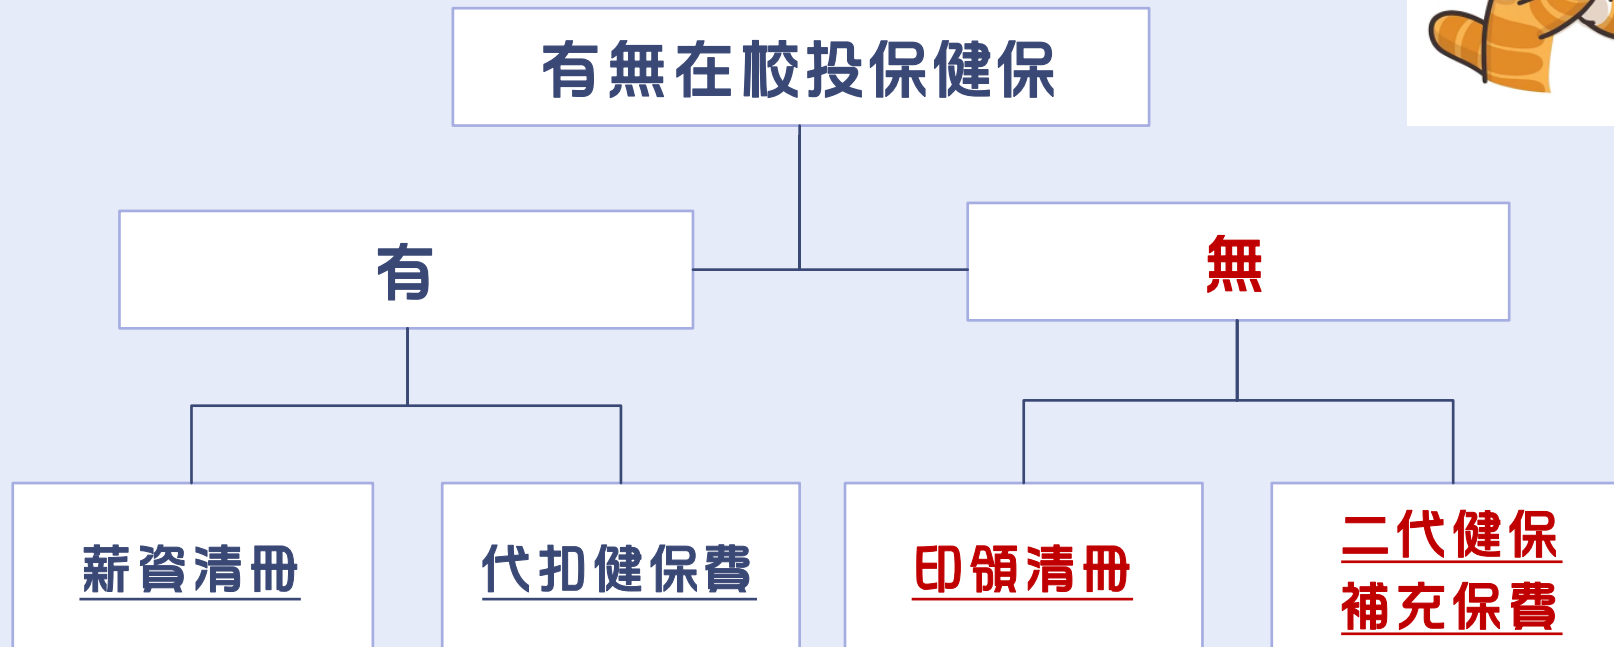 有無在校投保健保
有
無
薪資清冊
代扣健保費
印領清冊
二代健保
補充保費